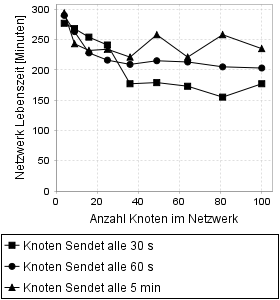 300
250
200
150
100
50
0
0
20
40
60
80
100
Netzwerk Lebenszeit [Minuten]
Anzahl Knoten im Netzwerk
Knoten Sendet alle 30 s
Knoten Sendet alle 60 s
Knoten Sendet alle 5 min